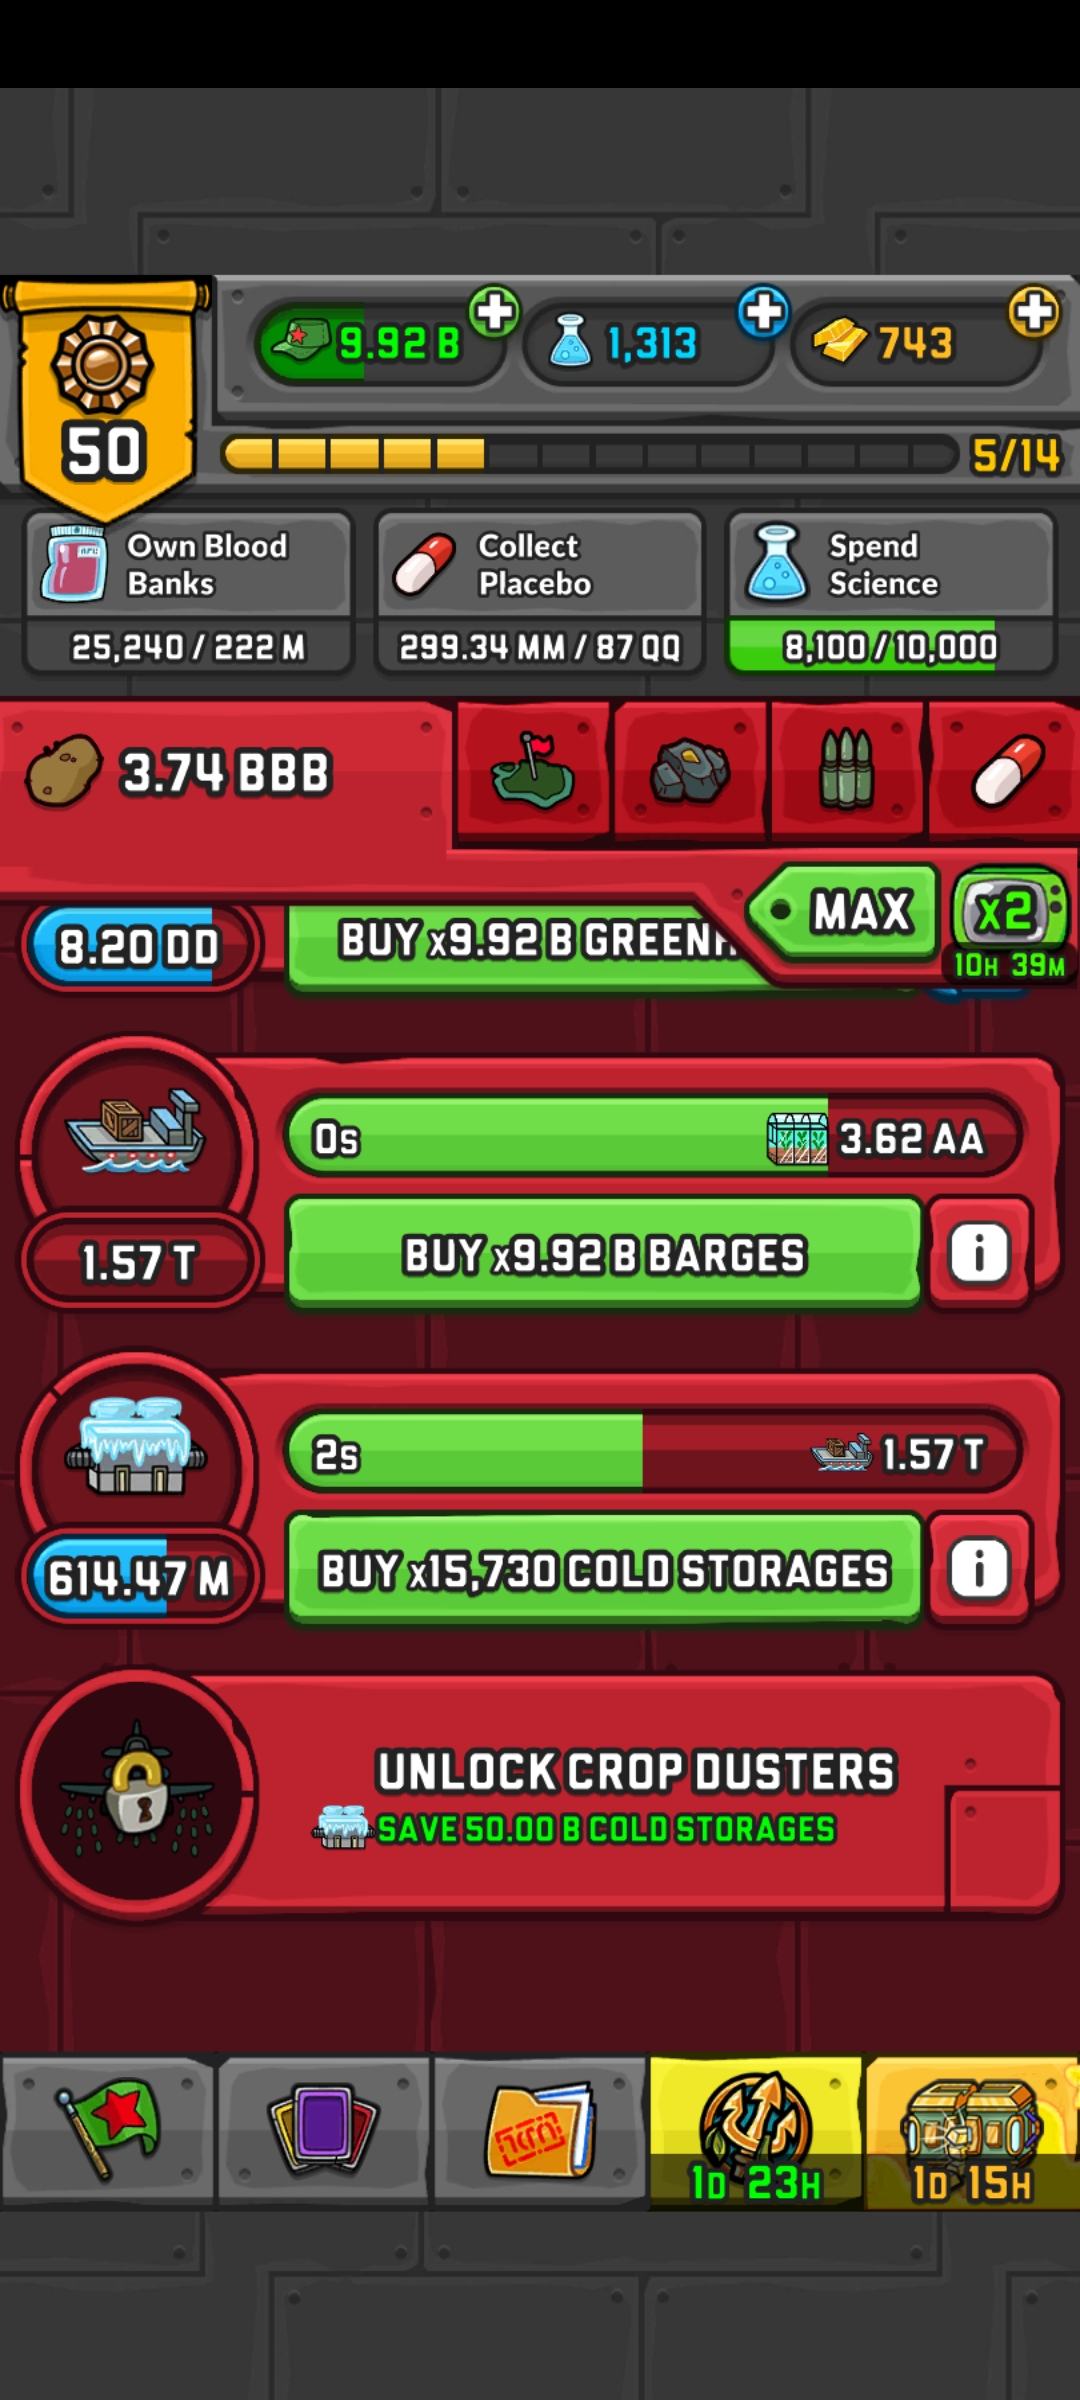 9.92 B
1,313
743
50
5/14
Own Blood
Banks
25,240 / 222 M
Collect
Placebo
299.34 MM / 87 QQ
Spend
Science
8,100 / 10,000
3.74 BBB
MAX
x2
10H 39M
8.20 DD
BUY x9.92 B
0s
3.62 AA
1.57 T
BUY x9.92 B BARGES
i
2s
1.57 T
614.47 M
BUY x15,730 COLD STORAGES
i
UNLOCK CROP DUSTERS
SAVE 50.00 B COLD STORAGES
1D 23H
1D 15H